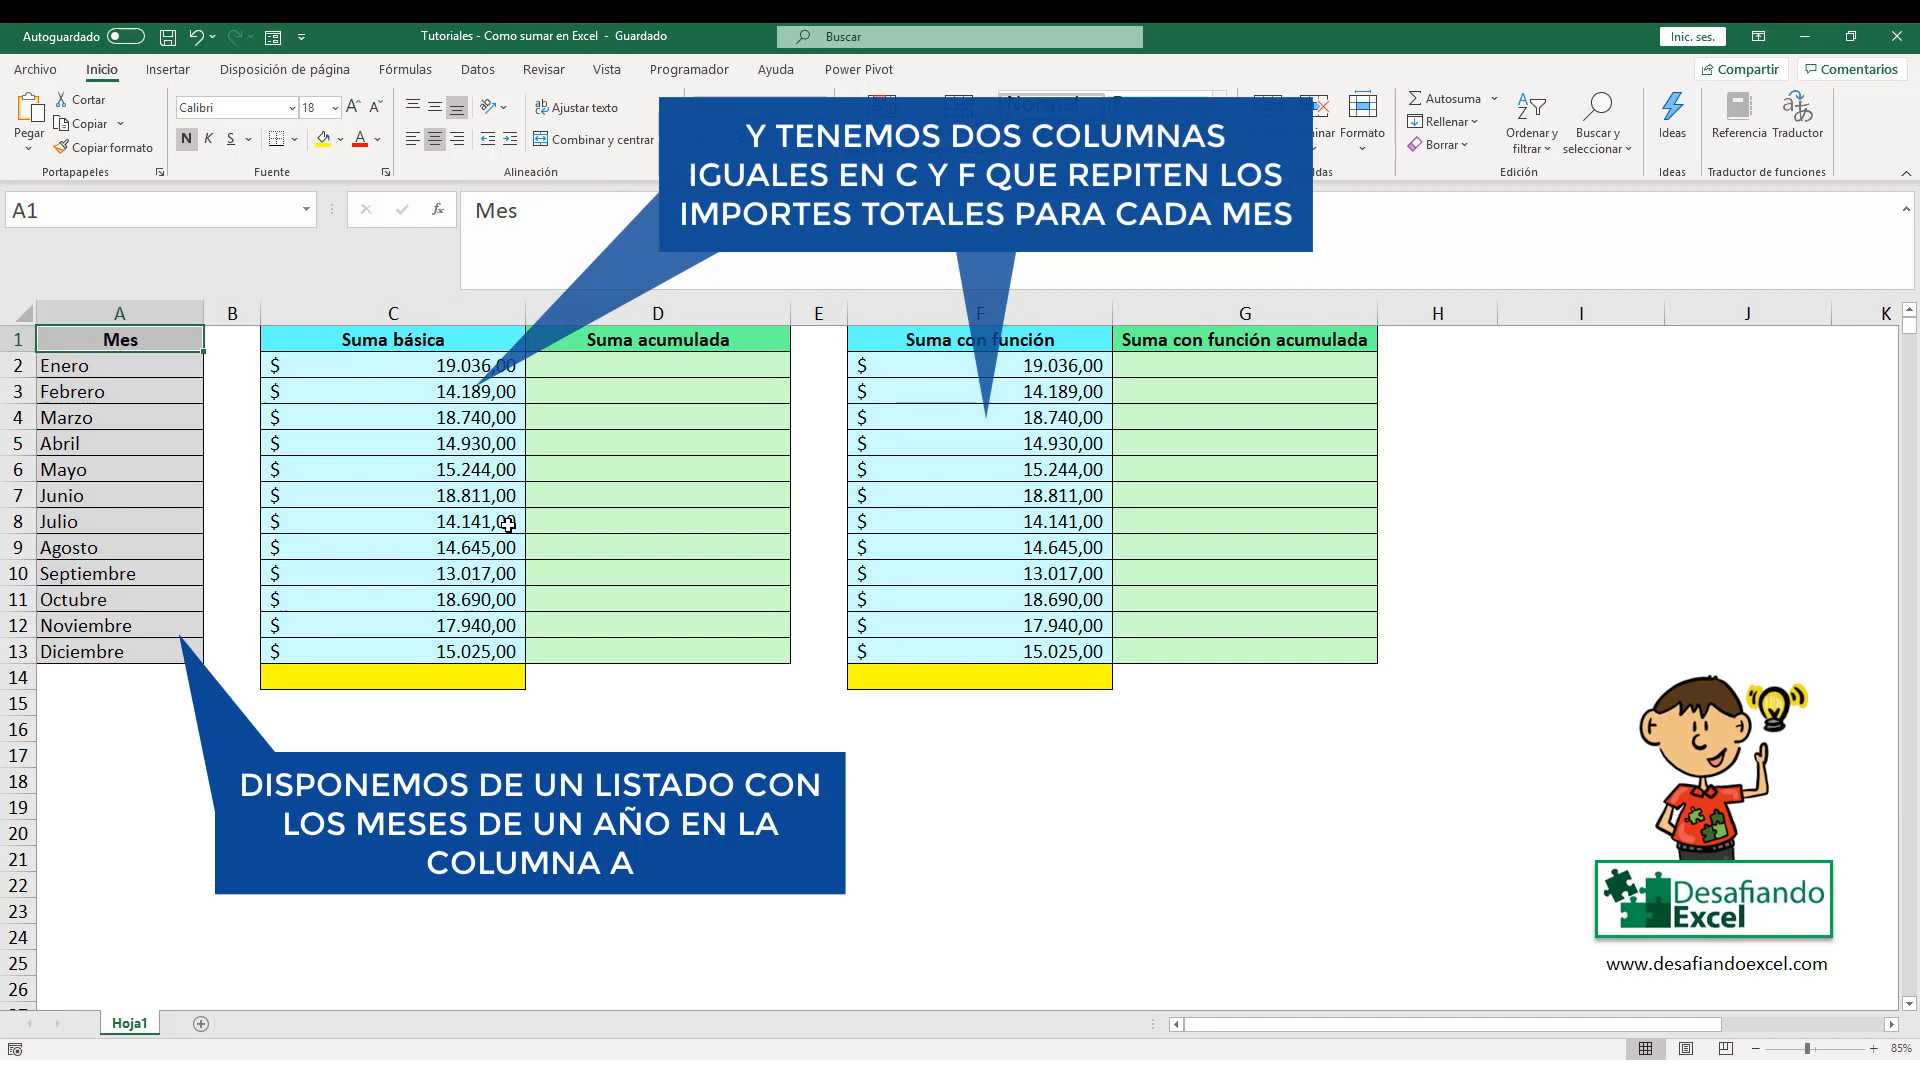 Autoguardado
Tutoriales - Como sumar en Excel - Guardado
Buscar
Inic. ses.
Archivo Inicio Insertar Disposición de página Fórmulas Datos Revisar Vista Programador Ayuda Power Pivot
Compartir Comentarios
Pegar
Cortar
Copiar
Copiar formato
Portapapeles
Calibri 18
N K S
Fuente
Ajustar texto
Combinar y centrar
Alineación
Formato
Autosuma
Rellenar
Borrar
Ordenar y filtrar
Buscar y seleccionar
Edición
Ideas
Ideas
Referencia Traductor
Traductor de funciones
Y TENEMOS DOS COLUMNAS
IGUALES EN C Y F QUE REPITEN LOS
IMPORTES TOTALES PARA CADA MES
A1 fx Mes
A B C D E F G H I J K
1 Mes Suma básica Suma acumulada Suma con función Suma con función acumulada
2 Enero $ 19.036,00 $ 19.036,00
3 Febrero $ 14.189,00 $ 14.189,00
4 Marzo $ 18.740,00 $ 18.740,00
5 Abril $ 14.930,00 $ 14.930,00
6 Mayo $ 15.244,00 $ 15.244,00
7 Junio $ 18.811,00 $ 18.811,00
8 Julio $ 14.141,00 $ 14.141,00
9 Agosto $ 14.645,00 $ 14.645,00
10 Septiembre $ 13.017,00 $ 13.017,00
11 Octubre $ 18.690,00 $ 18.690,00
12 Noviembre $ 17.940,00 $ 17.940,00
13 Diciembre $ 15.025,00 $ 15.025,00
14
15
16
17
18
19
20
21
22
23
24
25
26
DISPONEMOS DE UN LISTADO CON
LOS MESES DE UN AÑO EN LA
COLUMNA A
Desafiando
Excel
www.desafiandoexcel.com
Hoja1
85%